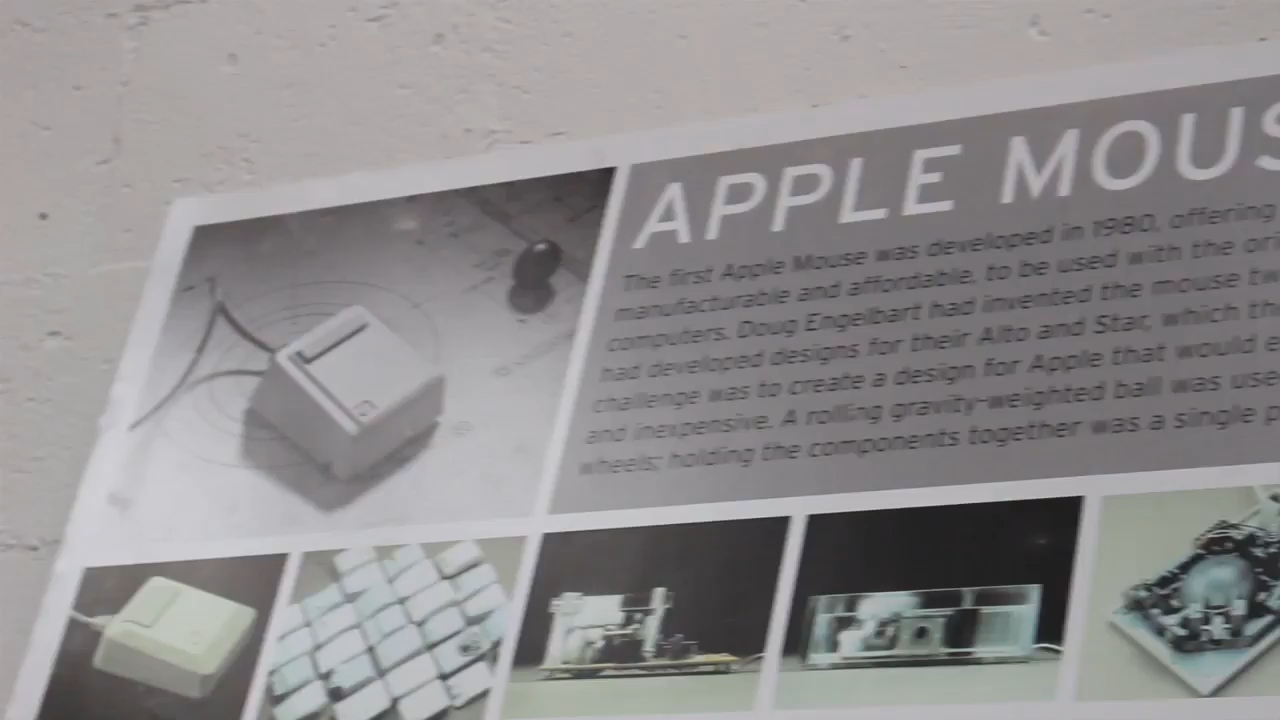 APPLE MOUS
The first Apple Mouse was developed in 1980, offering
manufacturable and affordable, to be used with the ori
computers. Doug Engelbart had invented the mouse tw
had developed designs for their Alto and Star, which th
challenge was to create a design for Apple that would e
and inexpensive. A rolling gravity-weighted ball was use
wheels; holding the components together was a single p